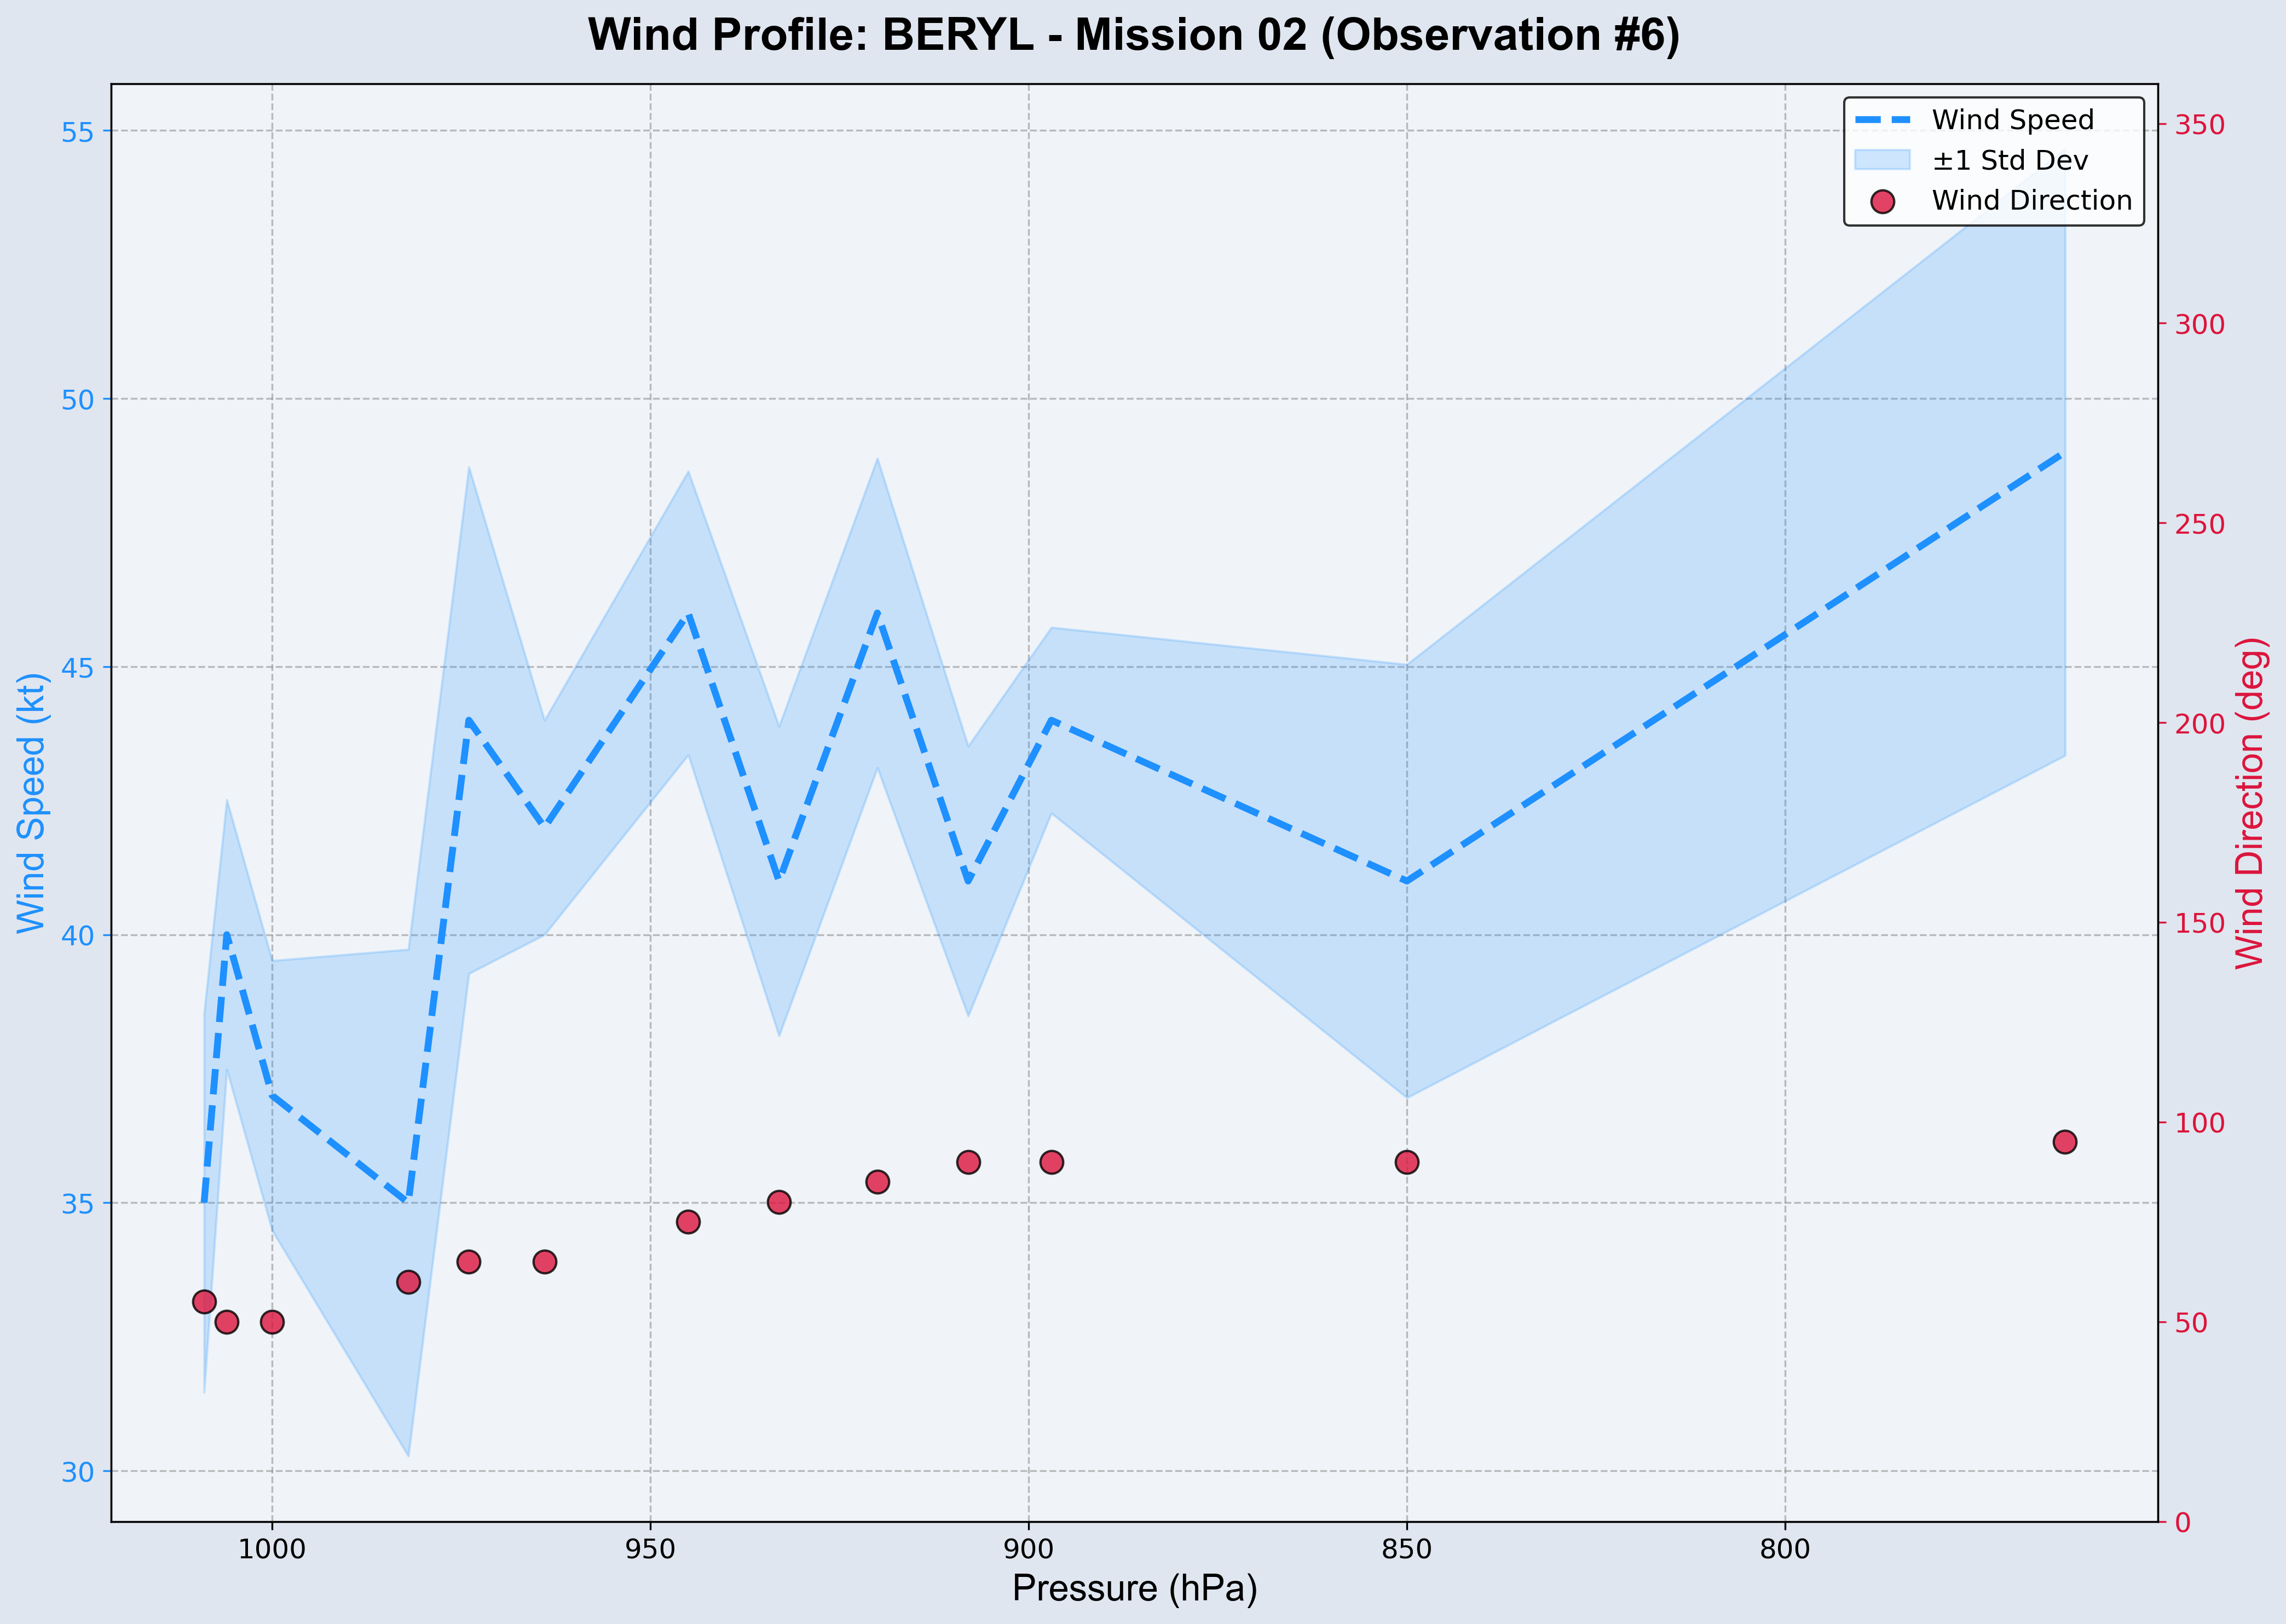 Wind Profile: BERYL - Mission 02 (Observation #6)
Wind Speed
±1 Std Dev
Wind Direction
55
50
45
40
35
30
Wind Speed (kt)
350
300
250
200
150
100
50
0
Wind Direction (deg)
1000
950
900
850
800
Pressure (hPa)